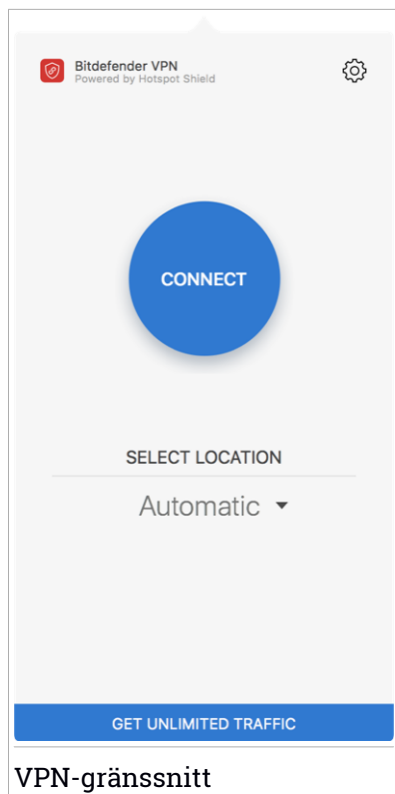 Bitdefender VPN
Powered by Hotspot Shield
CONNECT
SELECT LOCATION
Automatic
GET UNLIMITED TRAFFIC
VPN-gränssnitt